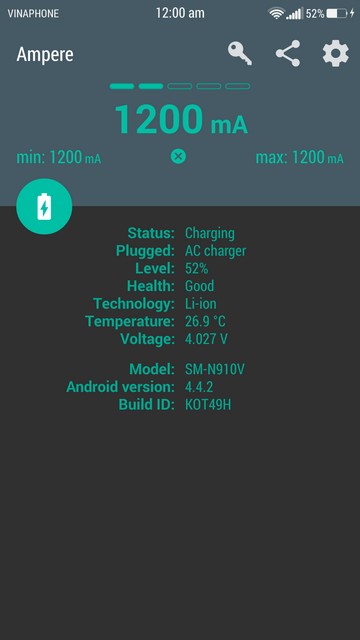 VINAPHONE 12:00 am 52%
Ampere
1200 mA
min: 1200 mA max: 1200 mA
Status: Charging
Plugged: AC charger
Level: 52%
Health: Good
Technology: Li-ion
Temperature: 26.9 °C
Voltage: 4.027 V
Model: SM-N910V
Android version: 4.4.2
Build ID: KOT49H